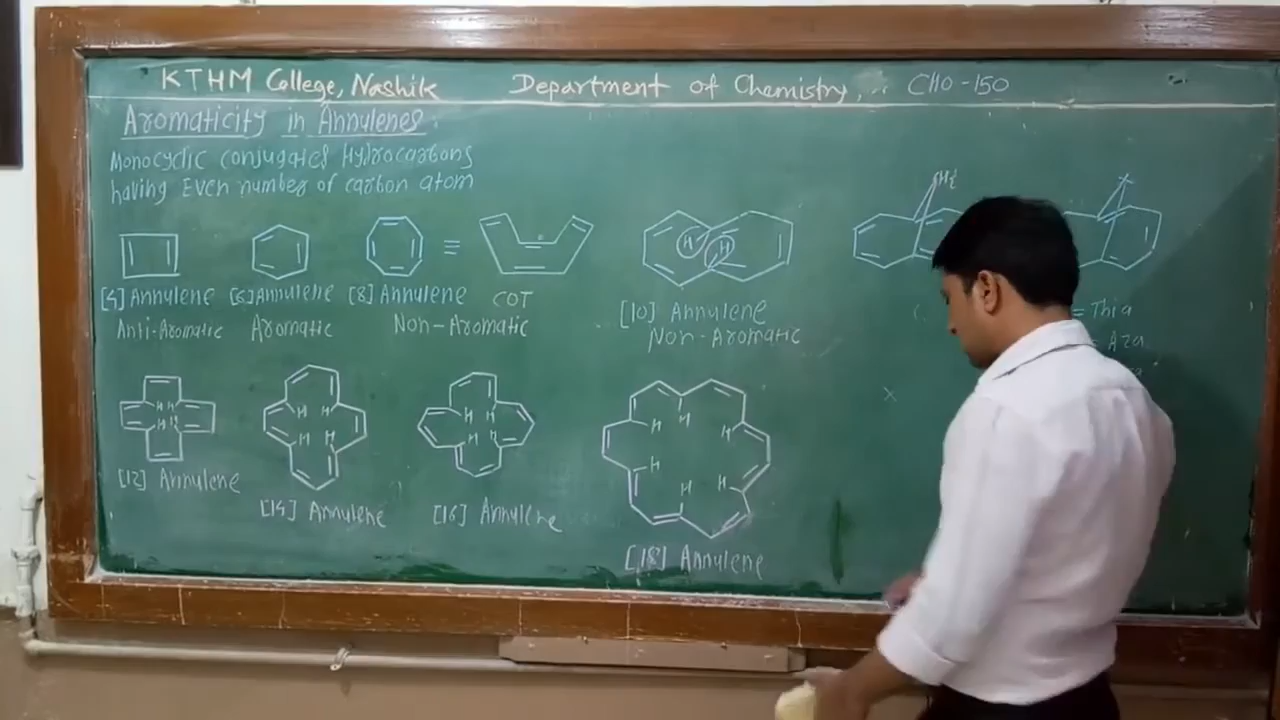 KTHM College, Nashik Department of Chemistry, CHO-150
Aromaticity in Annulenes
Monocyclic conjugated Hydrocarbons
having Even number of carbon atom
[4] Annulene [6] Annulene [8] Annulene COT
Anti-Aromatic Aromatic Non-Aromatic
H H
[10] Annulene
Non-Aromatic
X
= Thia
= Aza
X
H H H H
[12] Annulene
H H H H
[14] Annulene
H H H H
[16] Annulene
H H H H H H
[18] Annulene